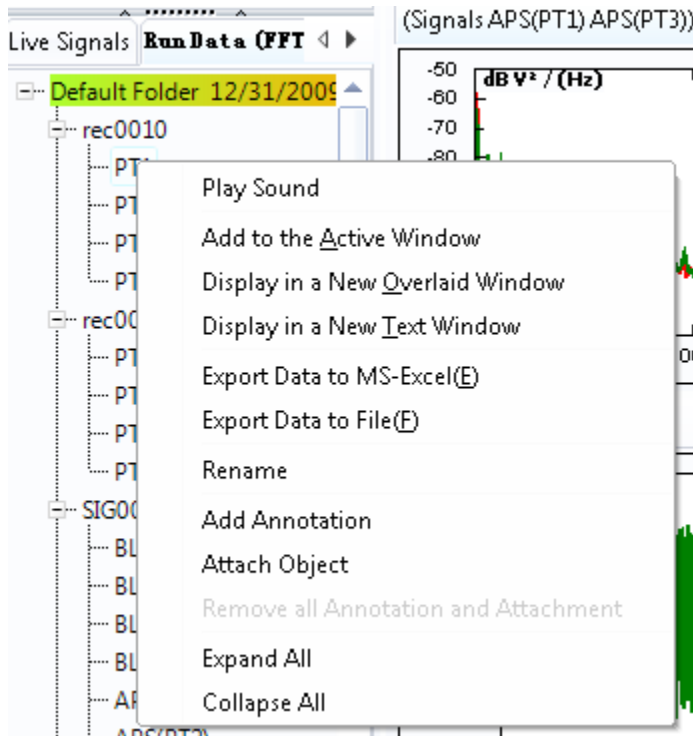 (Signals APS(PT1) APS(PT3))
Live Signals
Run Data (FFT
Default Folder 12/31/2009
rec0010
PT1
PT
PT
PT
rec00
PT
PT
PT
PT
SIG00
BL
BL
BL
BL
AP
APS(PT2)
-50
dB V² / (Hz)
-60
-70
-80
Play Sound
Add to the Active Window
Display in a New Overlaid Window
Display in a New Text Window
Export Data to MS-Excel(E)
Export Data to File(F)
Rename
Add Annotation
Attach Object
Remove all Annotation and Attachment
Expand All
Collapse All